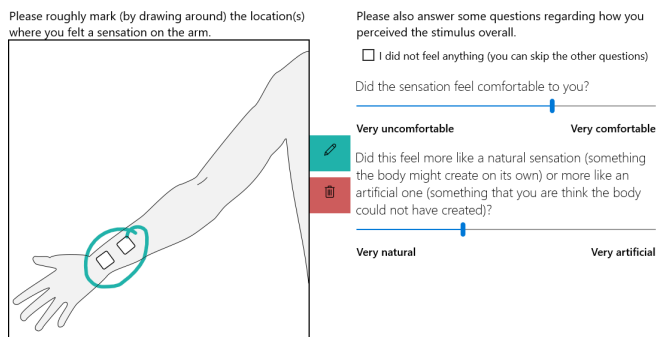 Please roughly mark (by drawing around) the location(s)
where you felt a sensation on the arm.
Please also answer some questions regarding how you
perceived the stimulus overall.
I did not feel anything (you can skip the other questions)
Did the sensation feel comfortable to you?
Very uncomfortable
Very comfortable
Did this feel more like a natural sensation (something
the body might create on its own) or more like an
artificial one (something that you are think the body
could not have created)?
Very natural
Very artificial